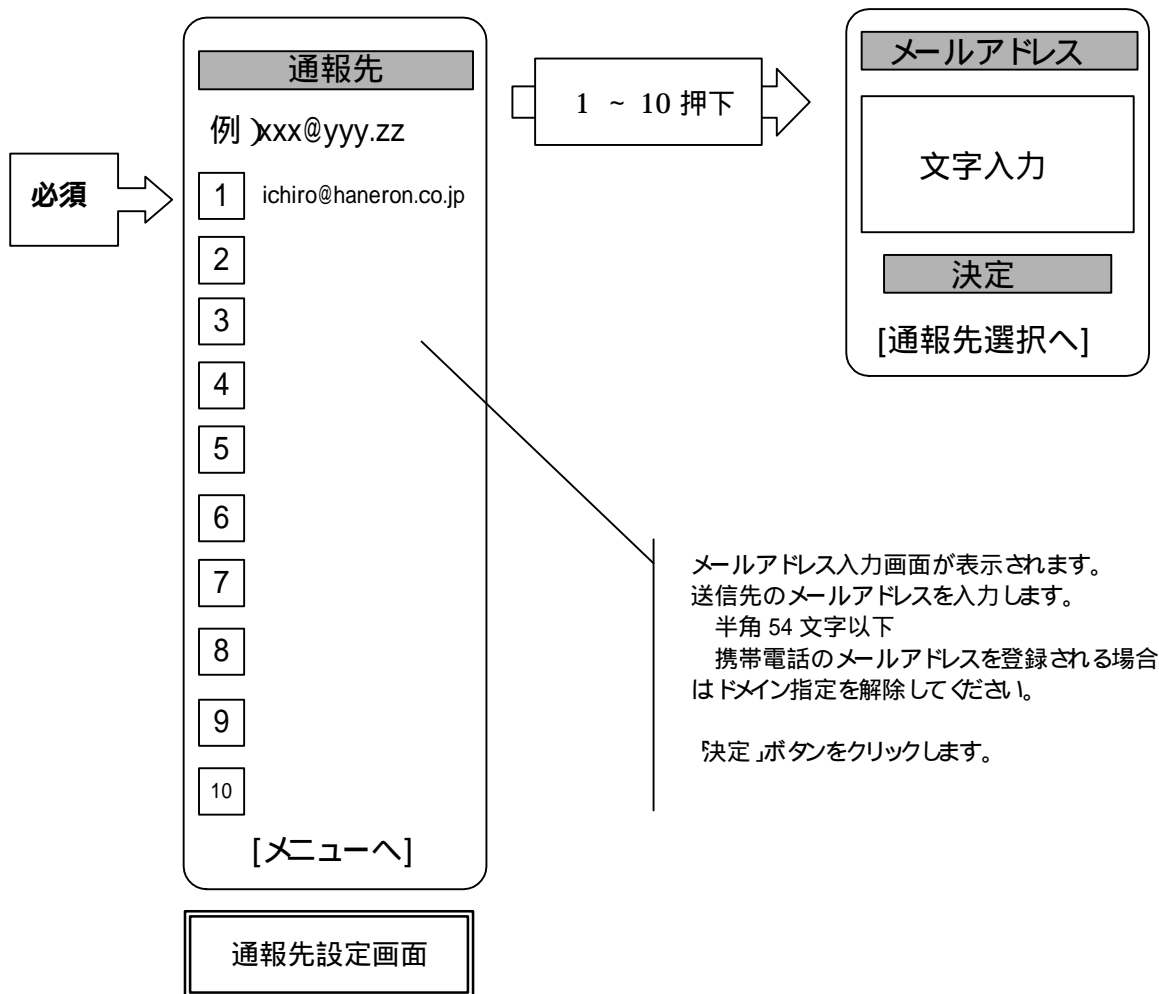 通報先
例)xxx@yyy.zz
必須
1 ichiro@haneron.co.jp
2
3
4
5
6
7
8
9
10
[メニューへ]
通報先設定画面
1 ~ 10 押下
メールアドレス
文字入力
決定
[通報先選択へ]
メールアドレス入力画面が表示されます。
送信先のメールアドレスを入力します。
半角 54 文字以下
携帯電話のメールアドレスを登録される場合
はドメイン指定を解除してください。
「決定」ボタンをクリックします。